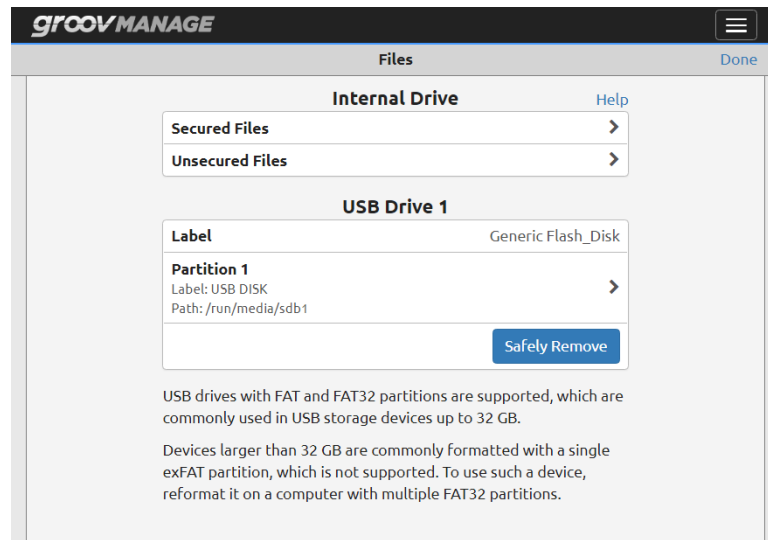 groov MANAGE
Files
Done
Internal Drive
Help
Secured Files
Unsecured Files
USB Drive 1
Label
Generic Flash_Disk
Partition 1
Label: USB DISK
Path: /run/media/sdb1
Safely Remove
USB drives with FAT and FAT32 partitions are supported, which are
commonly used in USB storage devices up to 32 GB.
Devices larger than 32 GB are commonly formatted with a single
exFAT partition, which is not supported. To use such a device,
reformat it on a computer with multiple FAT32 partitions.